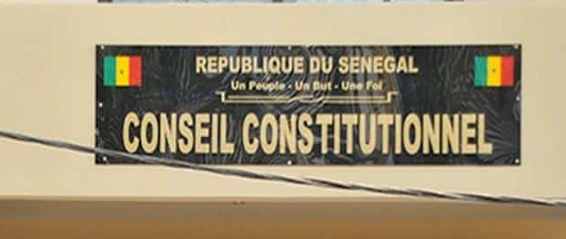 REPUBLIQUE DU SENEGAL
Un Peuple - Un But - Une Foi
CONSEIL CONSTITUTIONNEL